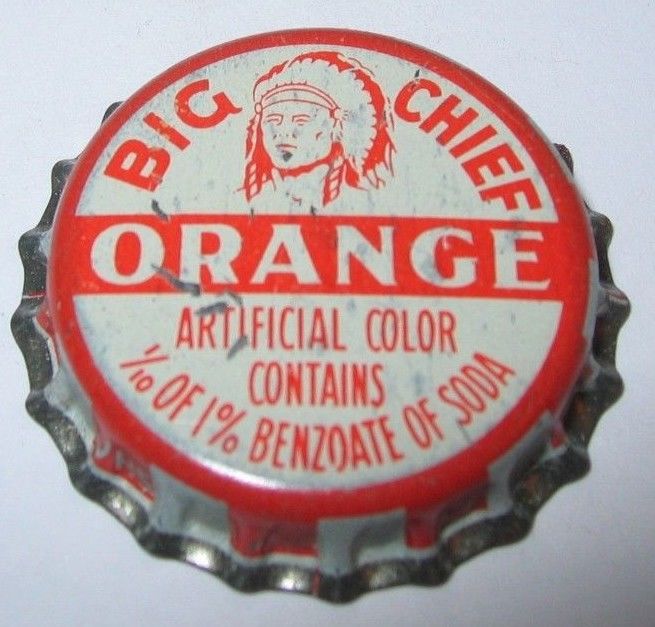 BIG CHIEF
ORANGE
ARTIFICIAL COLOR
CONTAINS
1/10 OF 1% BENZOATE OF SODA